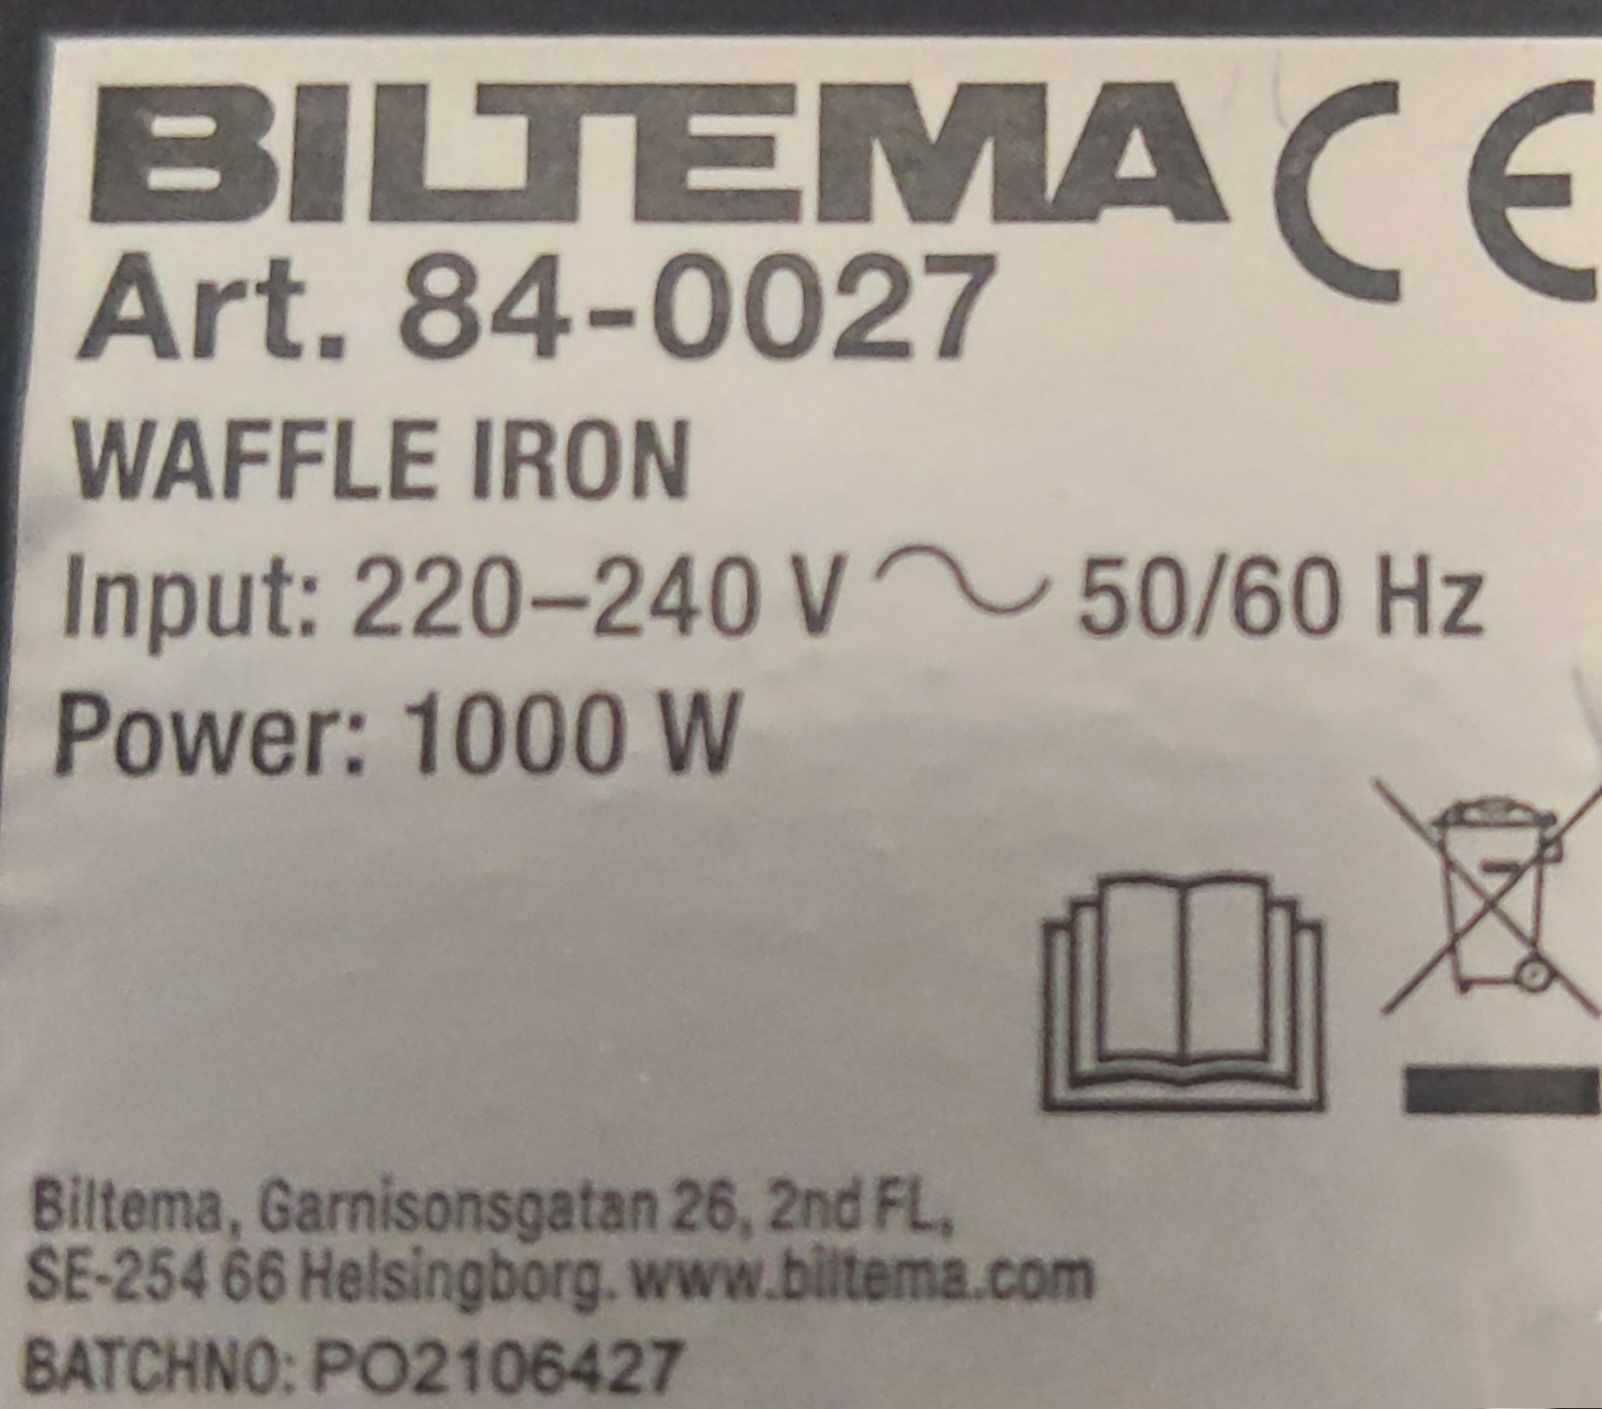 BILTEMA CE
Art. 84-0027
WAFFLE IRON
Input: 220–240 V ~ 50/60 Hz
Power: 1000 W
Biltema, Garnisonsgatan 26, 2nd FL,
SE-254 66 Helsingborg. www.biltema.com
BATCHNO: PO2106427